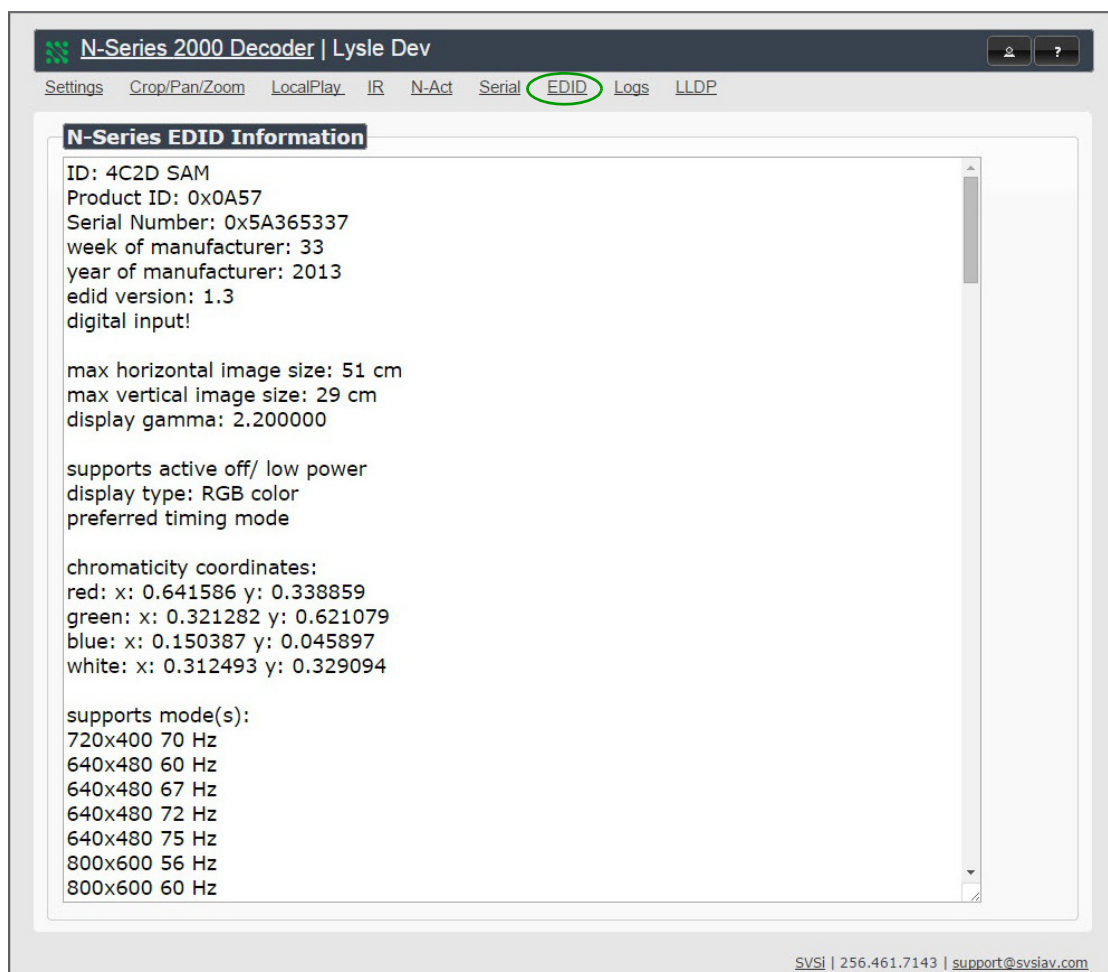 N-Series 2000 Decoder | Lysle Dev
?
Settings Crop/Pan/Zoom LocalPlay IR N-Act Serial EDID Logs LLDP
N-Series EDID Information
ID: 4C2D SAM
Product ID: 0x0A57
Serial Number: 0x5A365337
week of manufacturer: 33
year of manufacturer: 2013
edid version: 1.3
digital input!
max horizontal image size: 51 cm
max vertical image size: 29 cm
display gamma: 2.200000
supports active off/ low power
display type: RGB color
preferred timing mode
chromaticity coordinates:
red: x: 0.641586 y: 0.338859
green: x: 0.321282 y: 0.621079
blue: x: 0.150387 y: 0.045897
white: x: 0.312493 y: 0.329094
supports mode(s):
720x400 70 Hz
640x480 60 Hz
640x480 67 Hz
640x480 72 Hz
640x480 75 Hz
800x600 56 Hz
800x600 60 Hz
SVSi | 256.461.7143 | support@svsiav.com